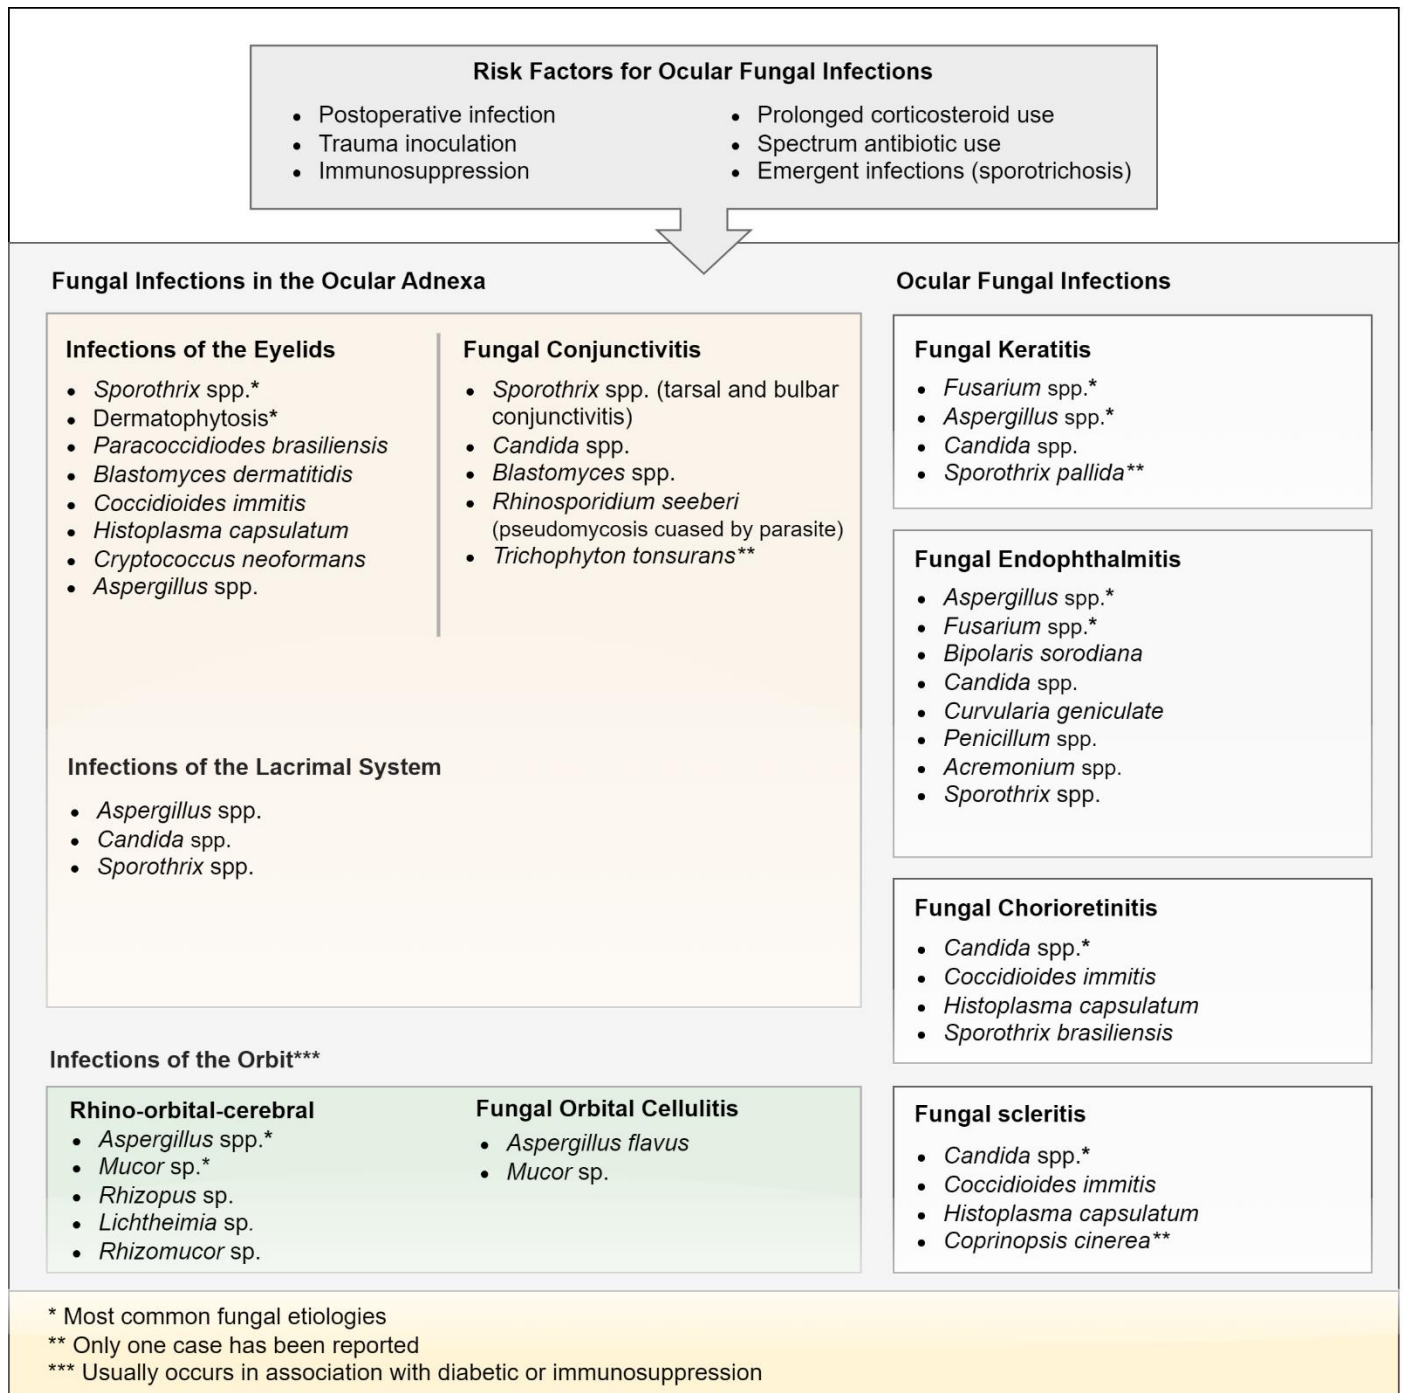 Risk Factors for Ocular Fungal Infections
• Postoperative infection
• Trauma inoculation
• Immunosuppression
• Prolonged corticosteroid use
• Spectrum antibiotic use
• Emergent infections (sporotrichosis)
Fungal Infections in the Ocular Adnexa
Infections of the Eyelids
• Sporothrix spp.*
• Dermatophytosis*
• Paracoccidiodes brasiliensis
• Blastomyces dermatitidis
• Coccidioides immitis
• Histoplasma capsulatum
• Cryptococcus neoformans
• Aspergillus spp.
Fungal Conjunctivitis
• Sporothrix spp. (tarsal and bulbar
conjunctivitis)
• Candida spp.
• Blastomyces spp.
• Rhinosporidium seeberi
(pseudomycosis cuased by parasite)
• Trichophyton tonsurans**
Infections of the Lacrimal System
• Aspergillus spp.
• Candida spp.
• Sporothrix spp.
Infections of the Orbit***
Rhino-orbital-cerebral
• Aspergillus spp.*
• Mucor sp.*
• Rhizopus sp.
• Lichtheimia sp.
• Rhizomucor sp.
Fungal Orbital Cellulitis
• Aspergillus flavus
• Mucor sp.
Ocular Fungal Infections
Fungal Keratitis
• Fusarium spp.*
• Aspergillus spp.*
• Candida spp.
• Sporothrix pallida**
Fungal Endophthalmitis
• Aspergillus spp.*
• Fusarium spp.*
• Bipolaris sorodiana
• Candida spp.
• Curvularia geniculate
• Penicillum spp.
• Acremonium spp.
• Sporothrix spp.
Fungal Chorioretinitis
• Candida spp.*
• Coccidioides immitis
• Histoplasma capsulatum
• Sporothrix brasiliensis
Fungal scleritis
• Candida spp.*
• Coccidioides immitis
• Histoplasma capsulatum
• Coprinopsis cinerea**
* Most common fungal etiologies
** Only one case has been reported
*** Usually occurs in association with diabetic or immunosuppression